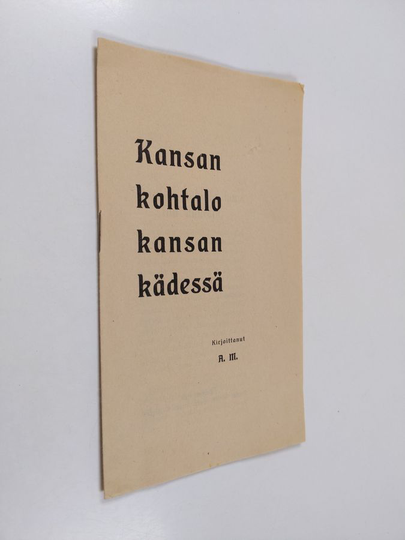 Kansan
kohtalo
kansan
kädessä
Kirjoittanut
A. M.